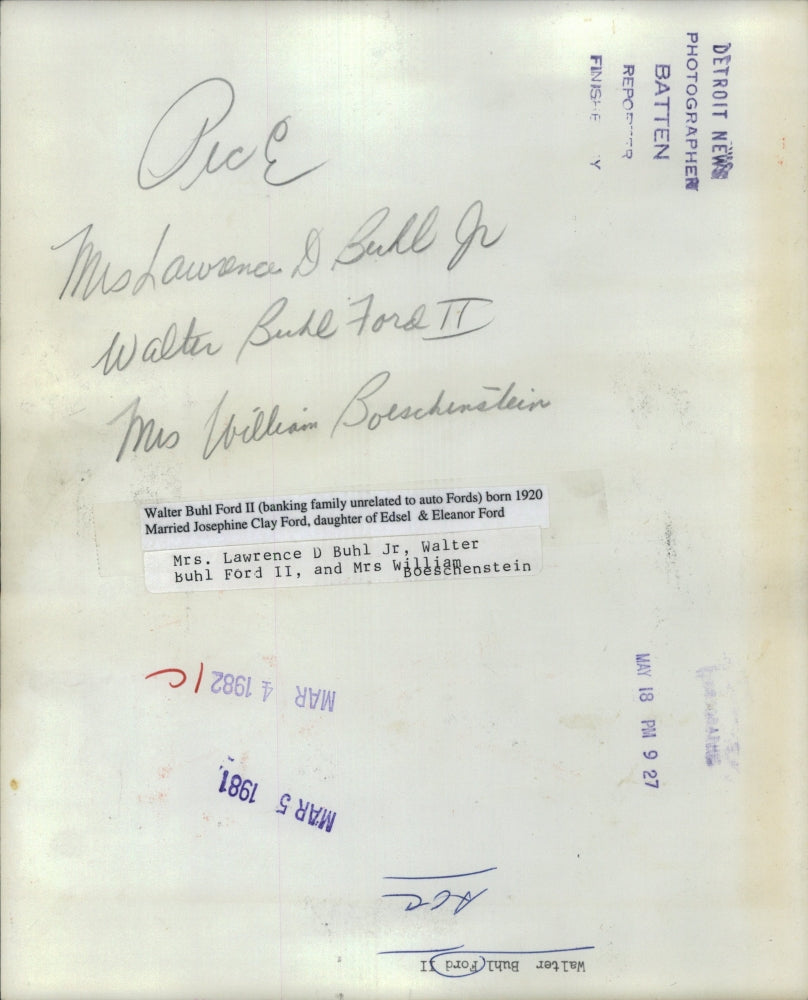 Pic E
Mrs Lawrence D Buhl Jr
Walter Buhl Ford II
Mrs William Boeschenstein
Walter Buhl Ford II (banking family unrelated to auto Fords) born 1920
Married Josephine Clay Ford, daughter of Edsel & Eleanor Ford
Mrs. Lawrence D Buhl Jr, Walter
Buhl Ford II, and Mrs William
Boeschenstein
DETROIT NEWS
PHOTOGRAPHER
BATTEN
REPORTER
MAY 18 PM 9 27
MAR 4 1982
MAR 5 1981
Walter Buhl Ford II